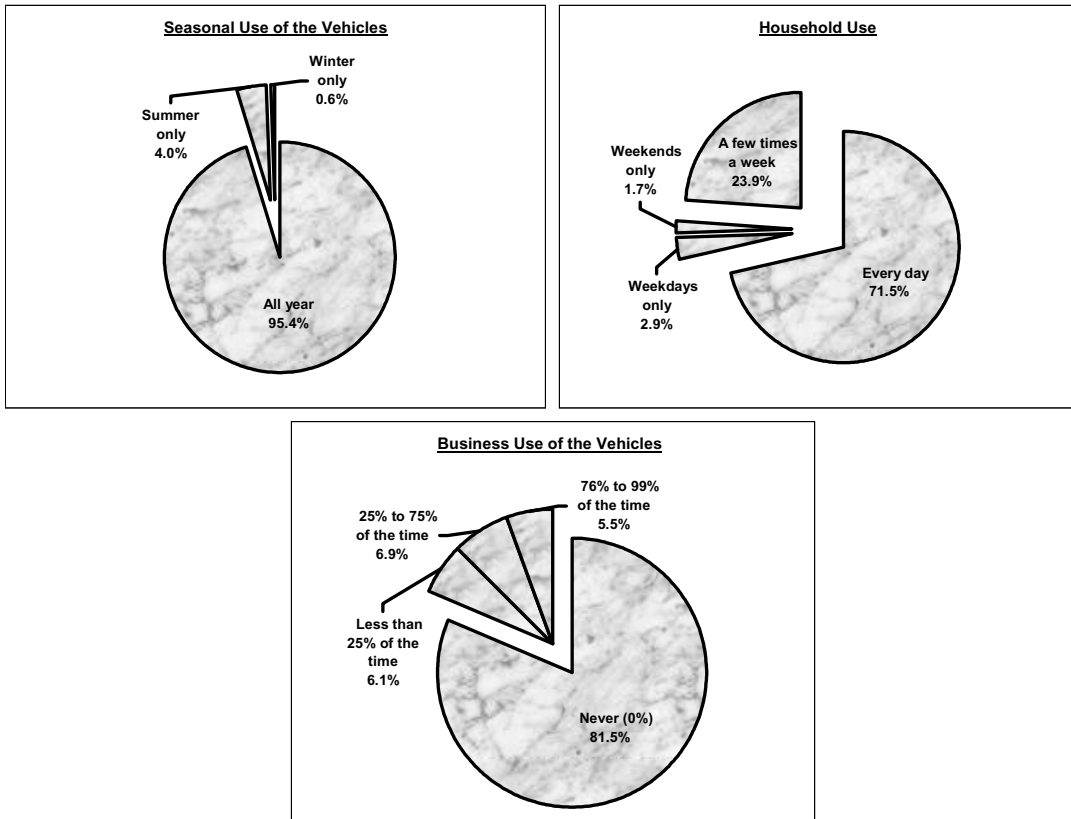 Seasonal Use of the Vehicles
Winter
only
0.6%
Summer
only
4.0%
All year
95.4%
Household Use
A few times
a week
23.9%
Weekends
only
1.7%
Weekdays
only
2.9%
Every day
71.5%
Business Use of the Vehicles
76% to 99%
of the time
5.5%
25% to 75%
of the time
6.9%
Less than
25% of the
time
6.1%
Never (0%)
81.5%